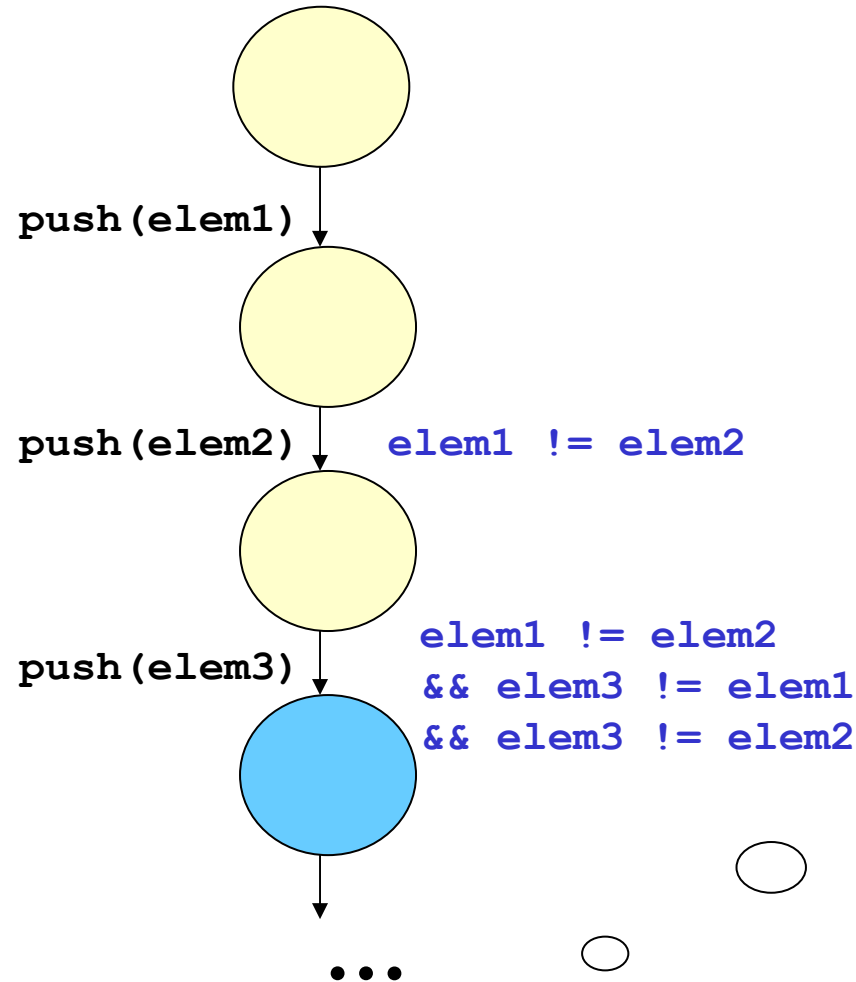 push(elem1)
push(elem2)
elem1 != elem2
push(elem3)
elem1 != elem2
&& elem3 != elem1
&& elem3 != elem2
...